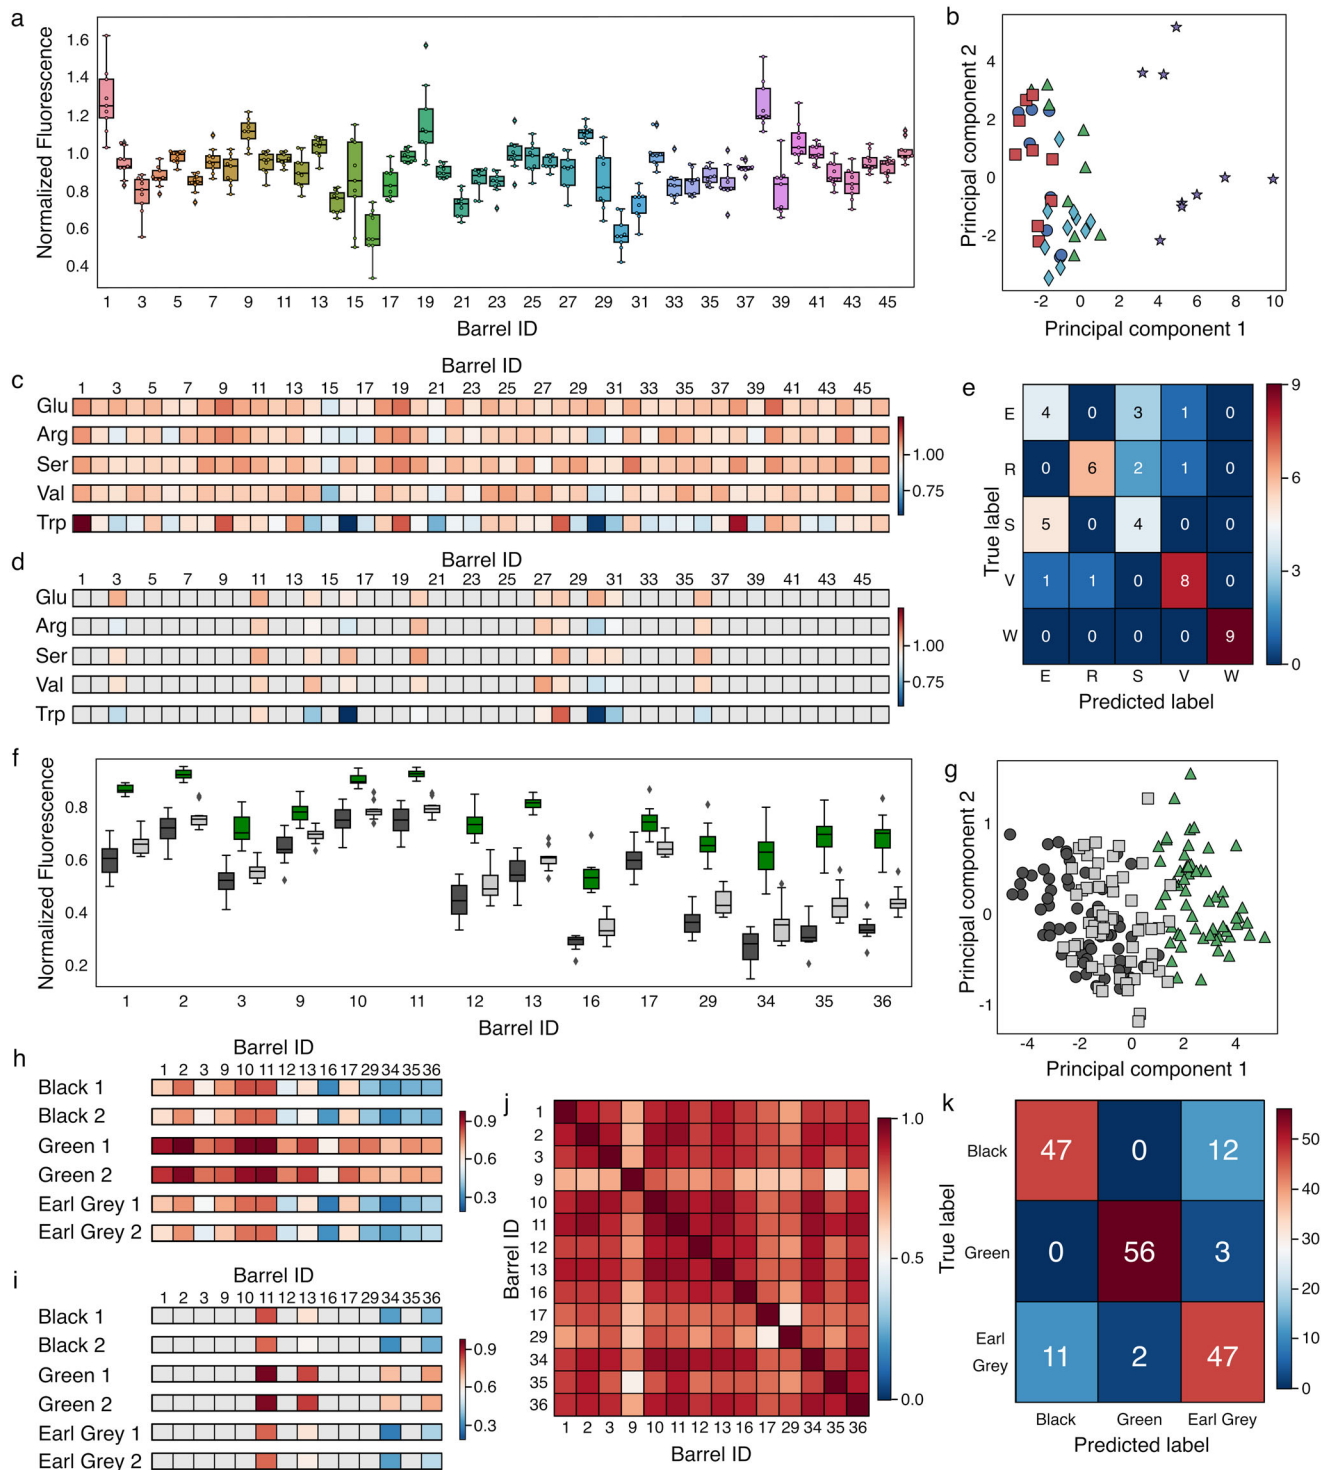 a
Normalized Fluorescence
1.6
1.4
1.2
1.0
0.8
0.6
0.4
1 3 5 7 9 11 13 15 17 19 21 23 25 27 29 31 33 35 37 39 41 43 45
Barrel ID
b
Principal component 2
4
2
0
-2
-2 0 2 4 6 8 10
Principal component 1
c
Barrel ID
1 3 5 7 9 11 13 15 17 19 21 23 25 27 29 31 33 35 37 39 41 43 45
Glu
Arg
Ser
Val
Trp
1.00
0.75
d
Barrel ID
1 3 5 7 9 11 13 15 17 19 21 23 25 27 29 31 33 35 37 39 41 43 45
Glu
Arg
Ser
Val
Trp
1.00
0.75
e
True label
E 4 0 3 1 0
R 0 6 2 1 0
S 5 0 4 0 0
V 1 1 0 8 0
W 0 0 0 0 9
E R S V W
Predicted label
9
6
3
0
f
Normalized Fluorescence
0.8
0.6
0.4
0.2
1 2 3 9 10 11 12 13 16 17 29 34 35 36
Barrel ID
g
Principal component 2
1
0
-1
-4 -2 0 2 4
Principal component 1
h
Barrel ID
1 2 3 9 10 11 12 13 16 17 29 34 35 36
Black 1
Black 2
Green 1
Green 2
Earl Grey 1
Earl Grey 2
0.9
0.6
0.3
i
Barrel ID
1 2 3 9 10 11 12 13 16 17 29 34 35 36
Black 1
Black 2
Green 1
Green 2
Earl Grey 1
Earl Grey 2
0.9
0.6
0.3
j
Barrel ID
1
2
3
9
10
11
12
13
16
17
29
34
35
36
1 2 3 9 10 11 12 13 16 17 29 34 35 36
Barrel ID
1.0
0.5
0.0
k
True label
Black 47 0 12
Green 0 56 3
Earl
Grey 11 2 47
Black Green Earl Grey
Predicted label
50
40
30
20
10
0